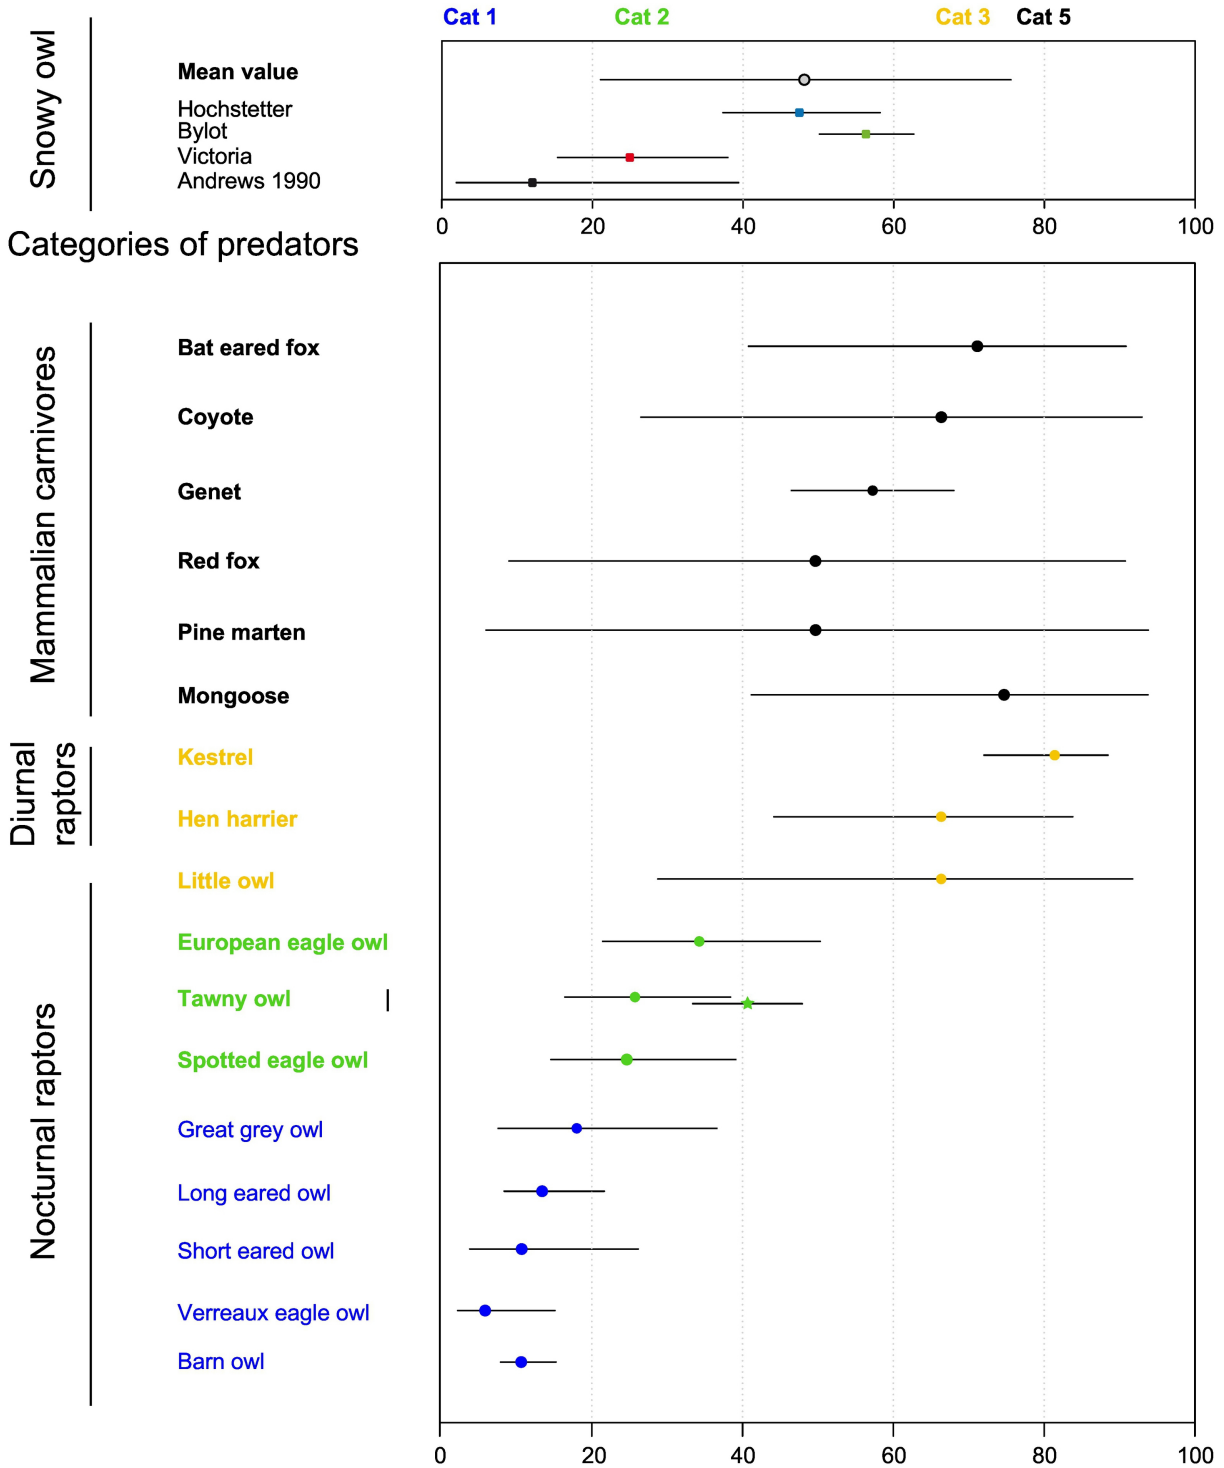 Cat 1 Cat 2 Cat 3 Cat 5
Snowy owl
Mean value
Hochstetter
Bylot
Victoria
Andrews 1990
0 20 40 60 80 100
Categories of predators
Mammalian carnivores
Bat eared fox
Coyote
Genet
Red fox
Pine marten
Mongoose
Diurnal
raptors
Kestrel
Hen harrier
Nocturnal raptors
Little owl
European eagle owl
Tawny owl
Spotted eagle owl
Great grey owl
Long eared owl
Short eared owl
Verreaux eagle owl
Barn owl
0 20 40 60 80 100